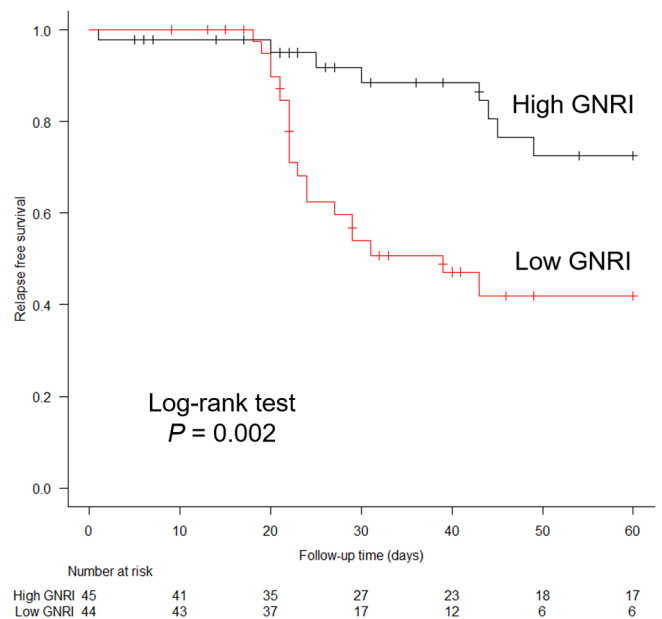 1.0
0.8
0.6
0.4
0.2
0.0
Relapse free survival
High GNRI
Low GNRI
Log-rank test
P = 0.002
0 10 20 30 40 50 60
Follow-up time (days)
Number at risk
High GNRI 45 41 35 27 23 18 17
Low GNRI 44 43 37 17 12 6 6